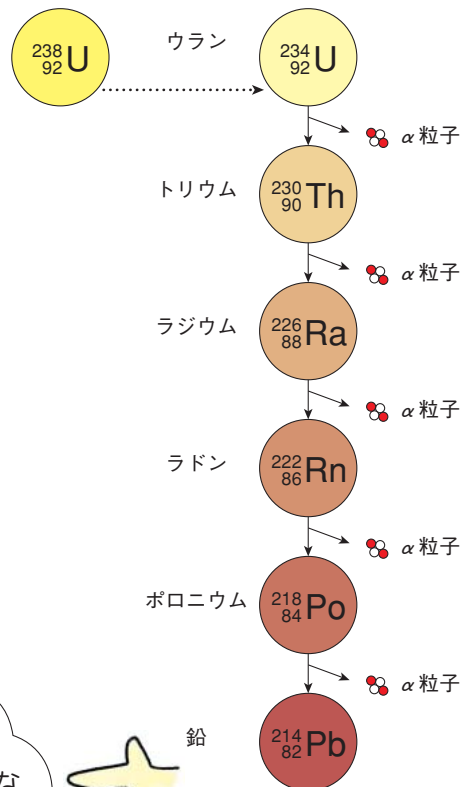 238 92 U ウラン 234 92 U
α粒子
トリウム 230 90 Th
α粒子
ラジウム 226 88 Ra
α粒子
ラドン 222 86 Rn
α粒子
ポロニウム 218 84 Po
α粒子
鉛 214 82 Pb
な